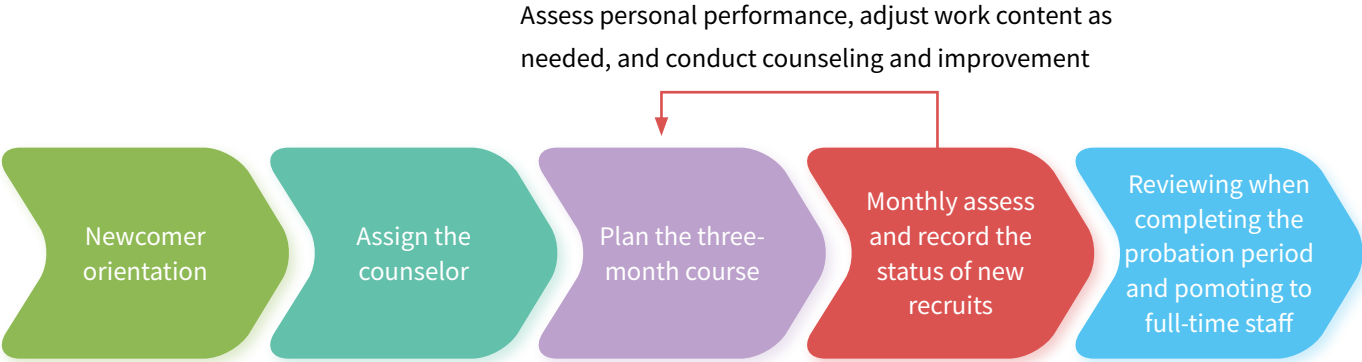 Assess personal performance, adjust work content as
needed, and conduct counseling and improvement
Newcomer
orientation
Assign the
counselor
Plan the three-
month course
Monthly assess
and record the
status of new
recruits
Reviewing when
completing the
probation period
and pomoting to
full-time staff